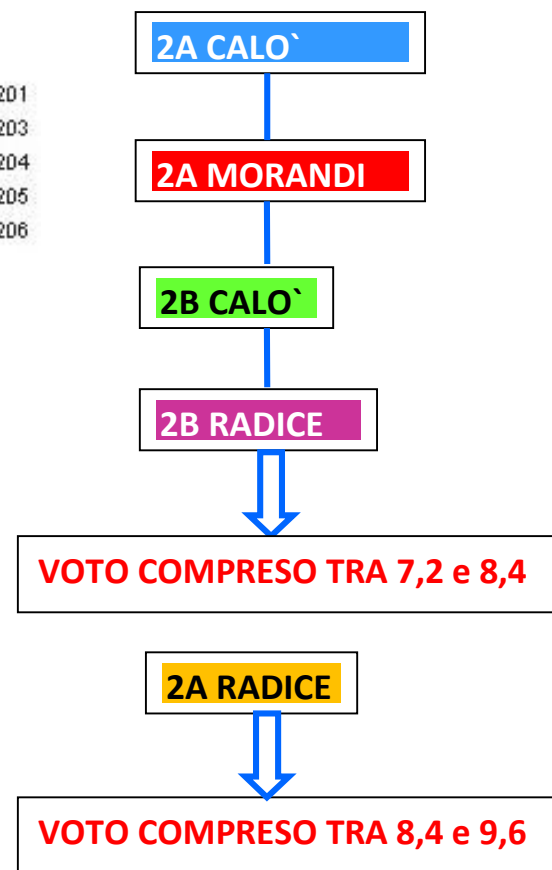 2A CALO`
201
203
204
205
206
2A MORANDI
2B CALO`
2B RADICE
VOTO COMPRESO TRA 7,2 e 8,4
2A RADICE
VOTO COMPRESO TRA 8,4 e 9,6